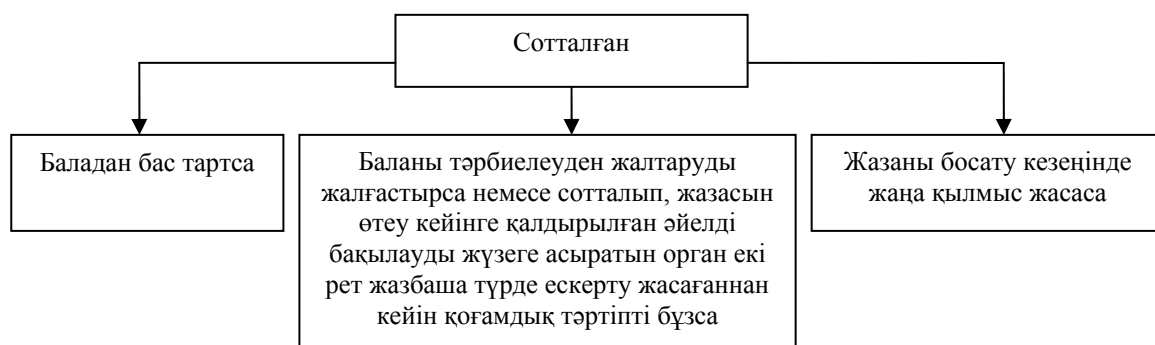 Сотталған
Баладан бас тартса
Баланы тәрбиелеуден жалтаруды
жалғастырса немесе сотталып, жазасын
өтеу кейінге қалдырылған әйелді
бақылауды жүзеге асыратын орган екі
рет жазбаша түрде ескерту жасағаннан
кейін қоғамдық тәртіпті бұзса
Жазаны босату кезеңінде
жаңа қылмыс жасаса